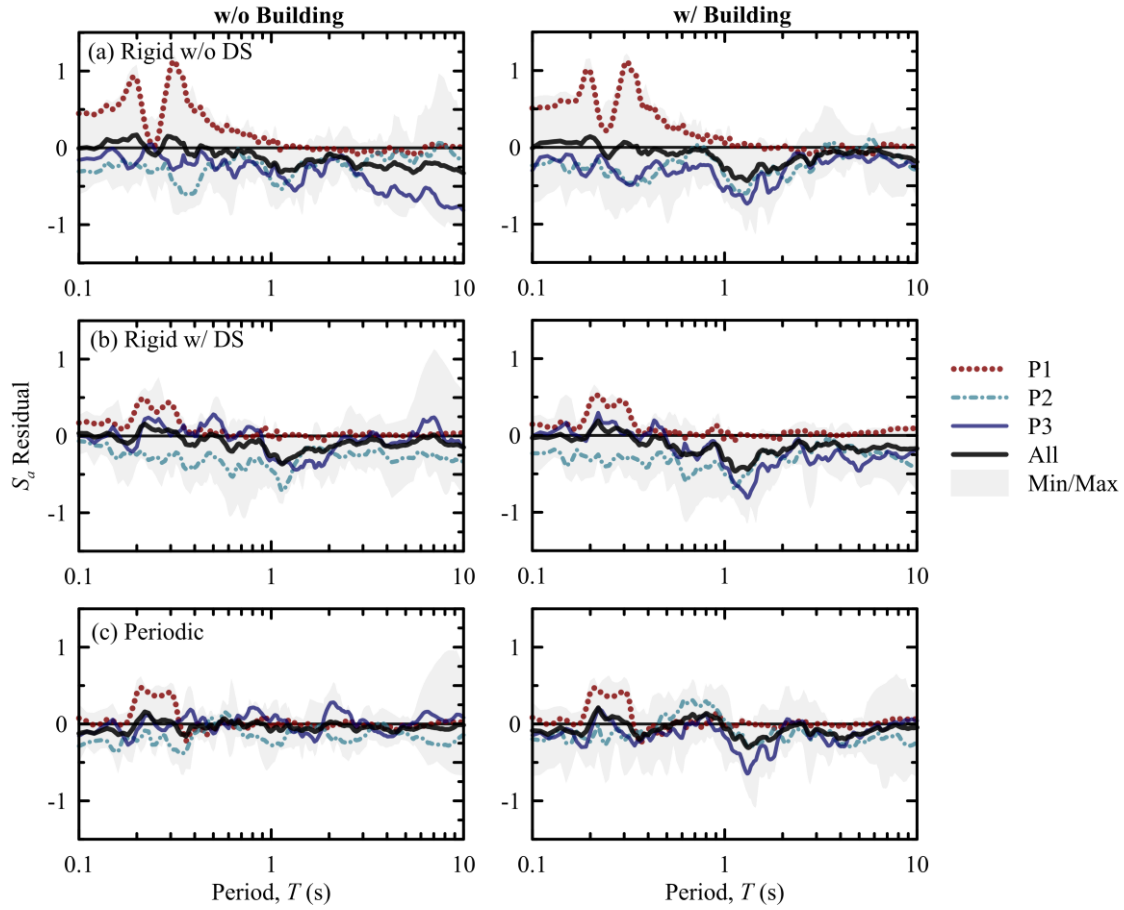 w/o Building
w/ Building
(a) Rigid w/o DS
1
0
-1
0.1
1
10
1
0
-1
0.1
1
10
(b) Rigid w/ DS
1
0
-1
0.1
1
10
1
0
-1
0.1
1
10
Sa Residual
P1
P2
P3
All
Min/Max
(c) Periodic
1
0
-1
0.1
1
10
Period, T (s)
1
0
-1
0.1
1
10
Period, T (s)